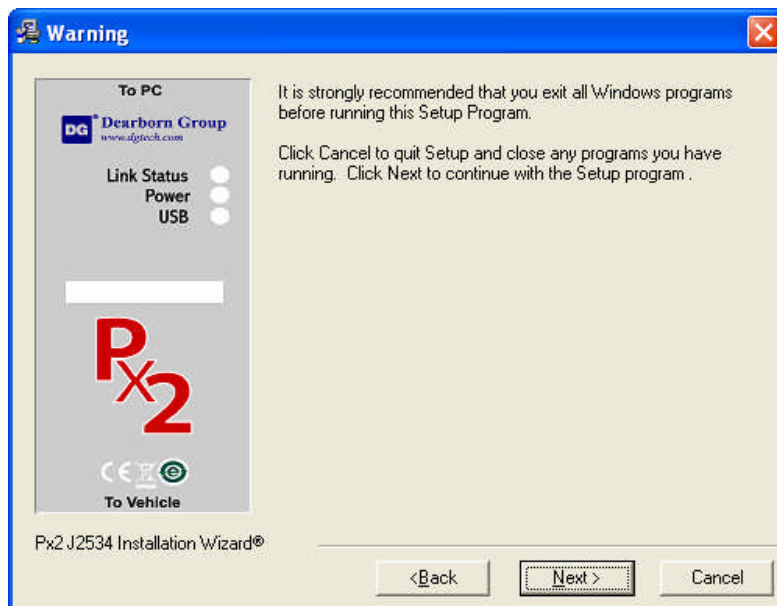 Warning
To PC
DG® Dearborn Group
www.dgtech.com
Link Status
Power
USB
Px2
CE
To Vehicle
It is strongly recommended that you exit all Windows programs
before running this Setup Program.
Click Cancel to quit Setup and close any programs you have
running. Click Next to continue with the Setup program .
Px2 J2534 Installation Wizard®
<Back
Next >
Cancel